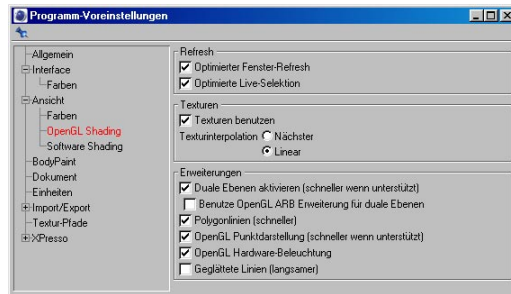 Programm-Voreinstellungen
Allgemein
Interface
Farben
Ansicht
Farben
OpenGL Shading
Software Shading
BodyPaint
Dokument
Einheiten
Import/Export
Textur-Pfade
XPresso
Refresh
Optimierter Fenster-Refresh
Optimierte Live-Selektion
Texturen
Texturen benutzen
Texturinterpolation Nächster
Linear
Erweiterungen
Duale Ebenen aktivieren (schneller wenn unterstützt)
Benutze OpenGL ARB Erweiterung für duale Ebenen
Polygonlinien (schneller)
OpenGL Punktdarstellung (schneller wenn unterstützt)
OpenGL Hardware-Beleuchtung
Geglättete Linien (langsamer)